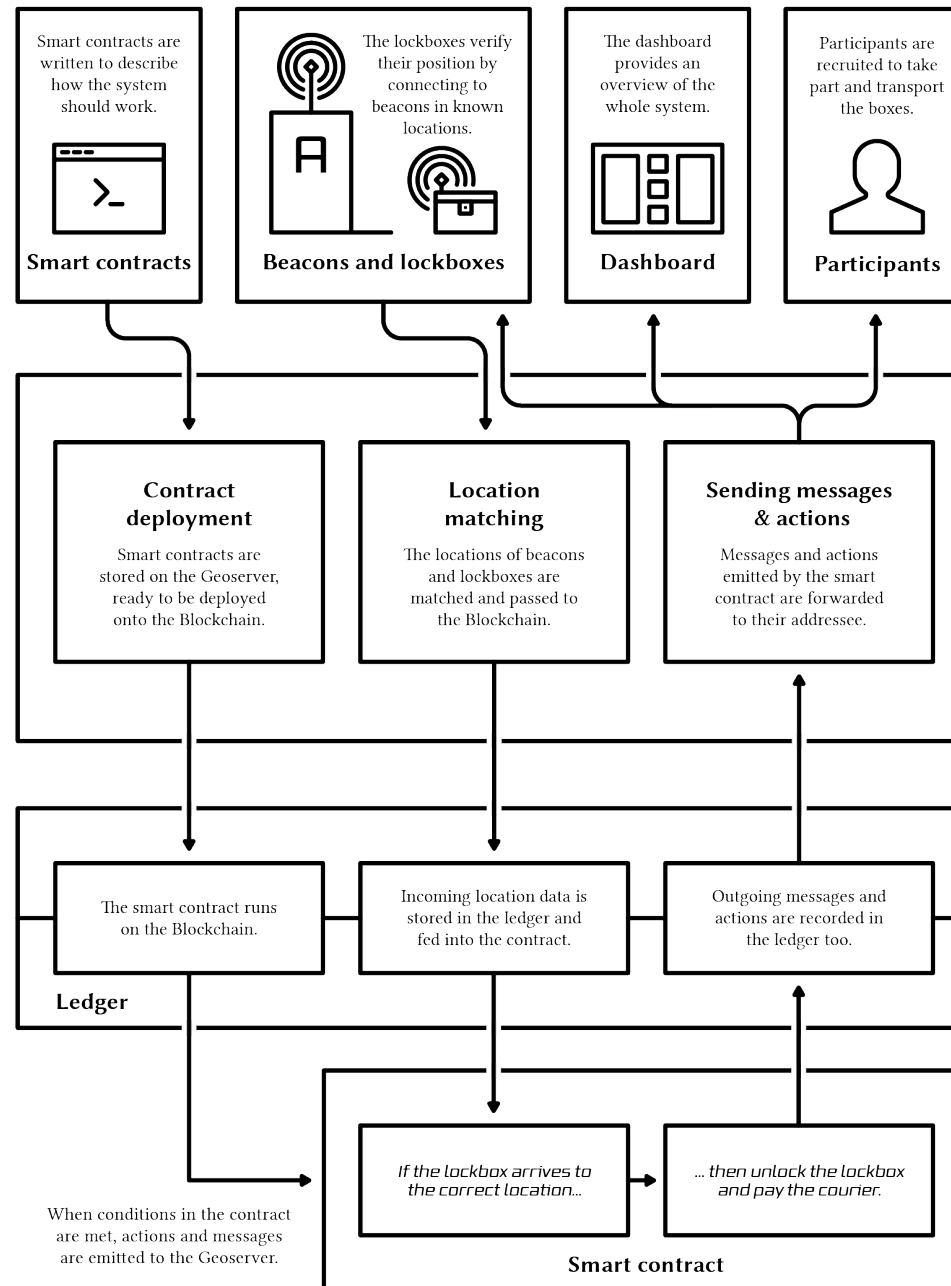 Smart contracts are
written to describe
how the system
should work.
>_
Smart contracts
The lockboxes verify
their position by
connecting to
beacons in known
locations.
A
Beacons and lockboxes
The dashboard
provides an
overview of the
whole system.
Dashboard
Participants are
recruited to take
part and transport
the boxes.
Participants
Contract
deployment
Smart contracts are
stored on the Geoserver,
ready to be deployed
onto the Blockchain.
Location
matching
The locations of beacons
and lockboxes are
matched and passed to
the Blockchain.
Sending messages
& actions
Messages and actions
emitted by the smart
contract are forwarded
to their addressee.
The smart contract runs
on the Blockchain.
Incoming location data is
stored in the ledger and
fed into the contract.
Outgoing messages and
actions are recorded in
the ledger too.
Ledger
If the lockbox arrives to
the correct location...
... then unlock the lockbox
and pay the courier.
When conditions in the contract
are met, actions and messages
are emitted to the Geoserver.
Smart contract